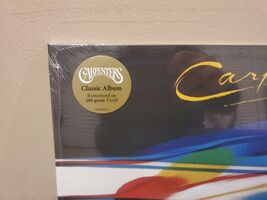 CARPENTERS
Classic Album
Remastered on
180 gram Vinyl
Carp